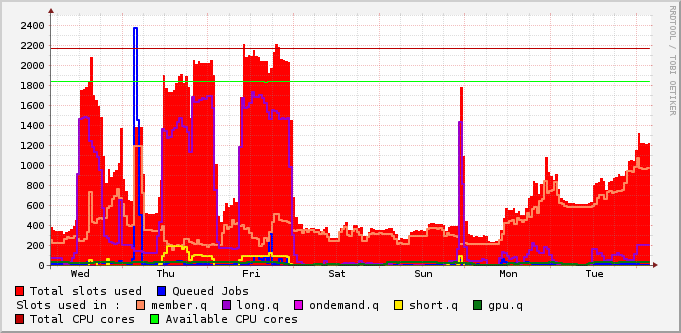 RRDTOOL / TOBI OETIKER
2400
2200
2000
1800
1600
1400
1200
1000
800
600
400
200
0
Wed Thu Fri Sat Sun Mon Tue
Total slots used Queued Jobs
Slots used in : member.q long.q ondemand.q short.q gpu.q
Total CPU cores Available CPU cores